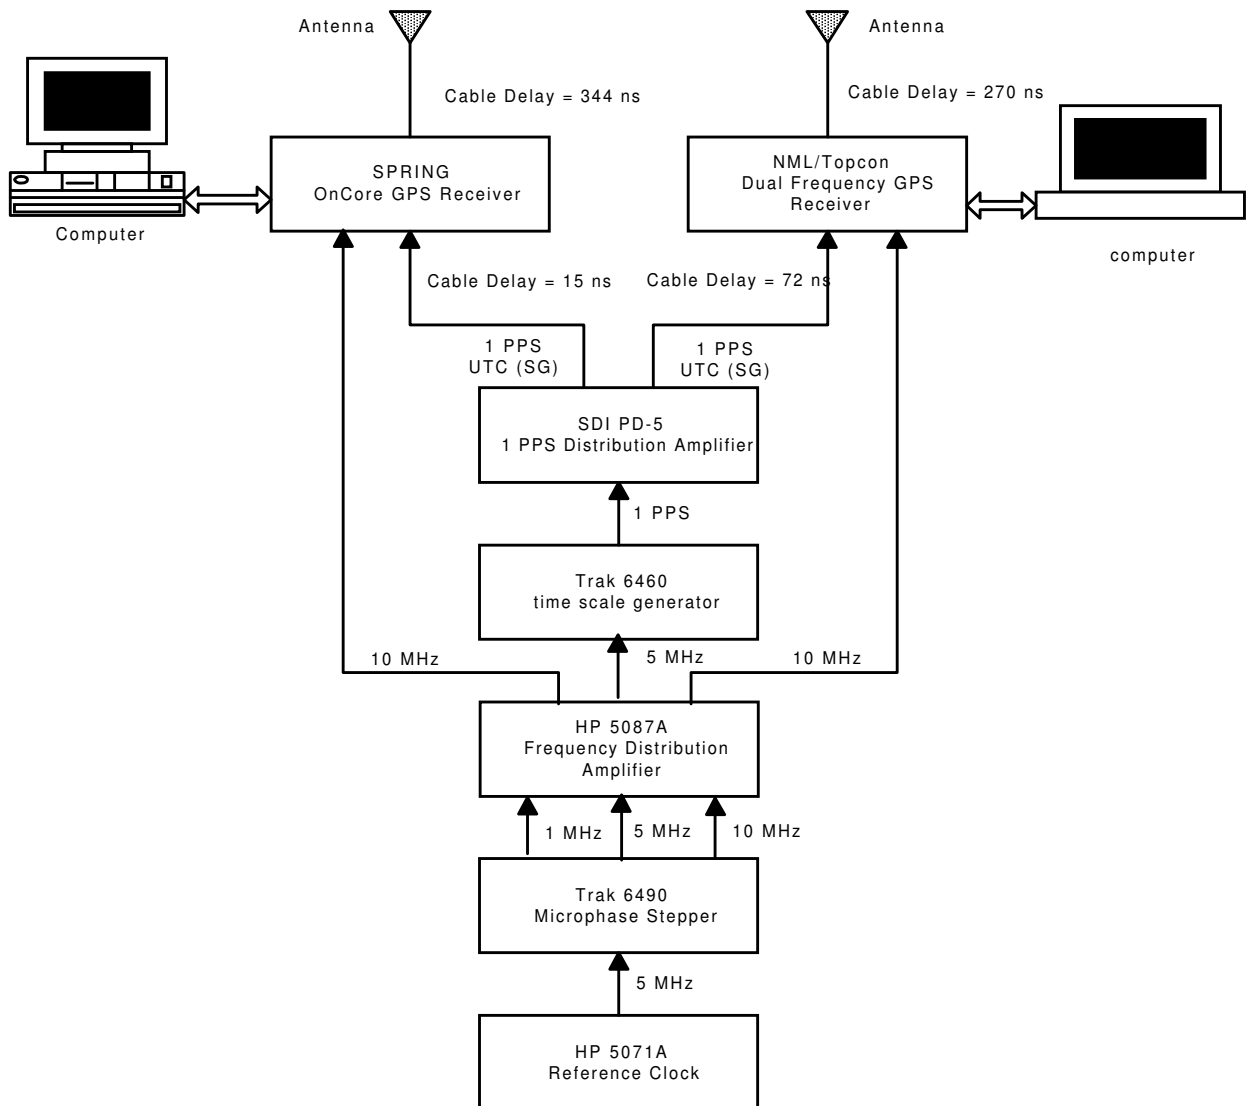 Antenna
Antenna
Cable Delay = 344 ns
Cable Delay = 270 ns
SPRING
OnCore GPS Receiver
NML/Topcon
Dual Frequency GPS
Receiver
Computer
computer
Cable Delay = 15 ns
Cable Delay = 72 ns
1 PPS
UTC (SG)
1 PPS
UTC (SG)
SDI PD-5
1 PPS Distribution Amplifier
1 PPS
Trak 6460
time scale generator
10 MHz
5 MHz
10 MHz
HP 5087A
Frequency Distribution
Amplifier
1 MHz
5 MHz
10 MHz
Trak 6490
Microphase Stepper
5 MHz
HP 5071A
Reference Clock